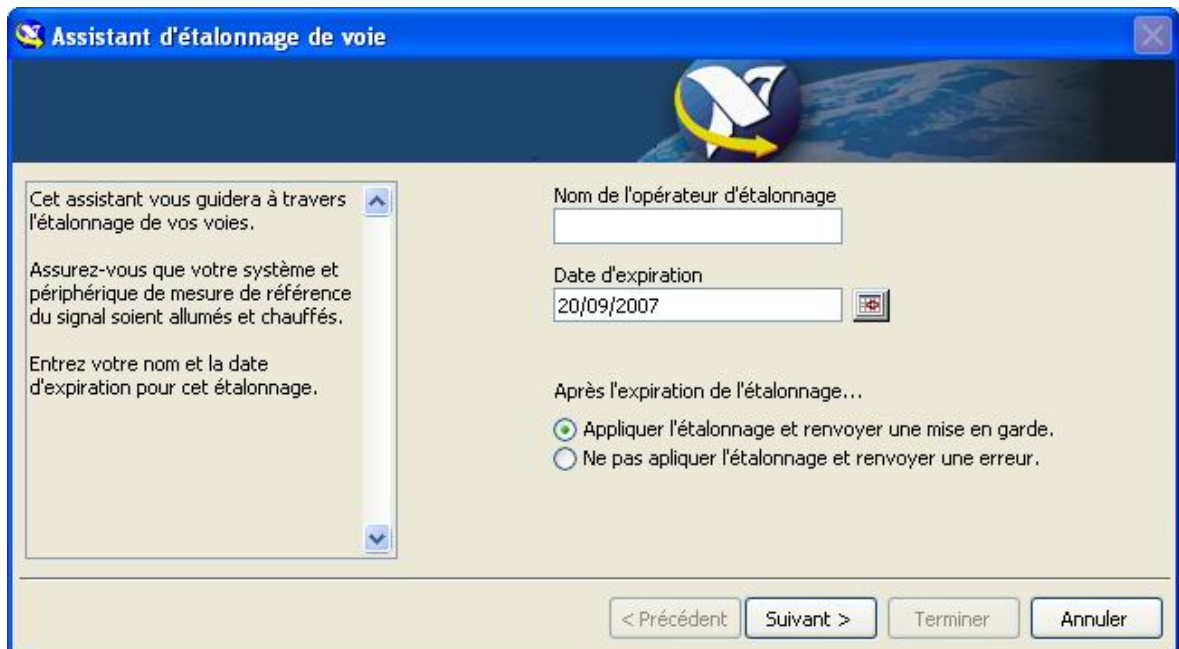 Assistant d'étalonnage de voie
Cet assistant vous guidera à travers
l'étalonnage de vos voies.
Assurez-vous que votre système et
périphérique de mesure de référence
du signal soient allumés et chauffés.
Entrez votre nom et la date
d'expiration pour cet étalonnage.
Nom de l'opérateur d'étalonnage
Date d'expiration
20/09/2007
Après l'expiration de l'étalonnage...
Appliquer l'étalonnage et renvoyer une mise en garde.
Ne pas apliquer l'étalonnage et renvoyer une erreur.
< Précédent Suivant > Terminer Annuler